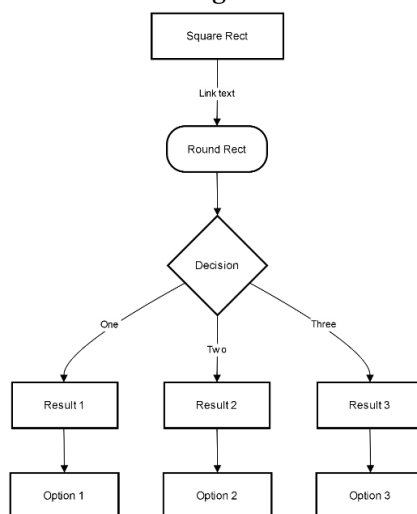 Square Rect
Link text
Round Rect
Decision
One
Two
Three
Result 1
Result 2
Result 3
Option 1
Option 2
Option 3